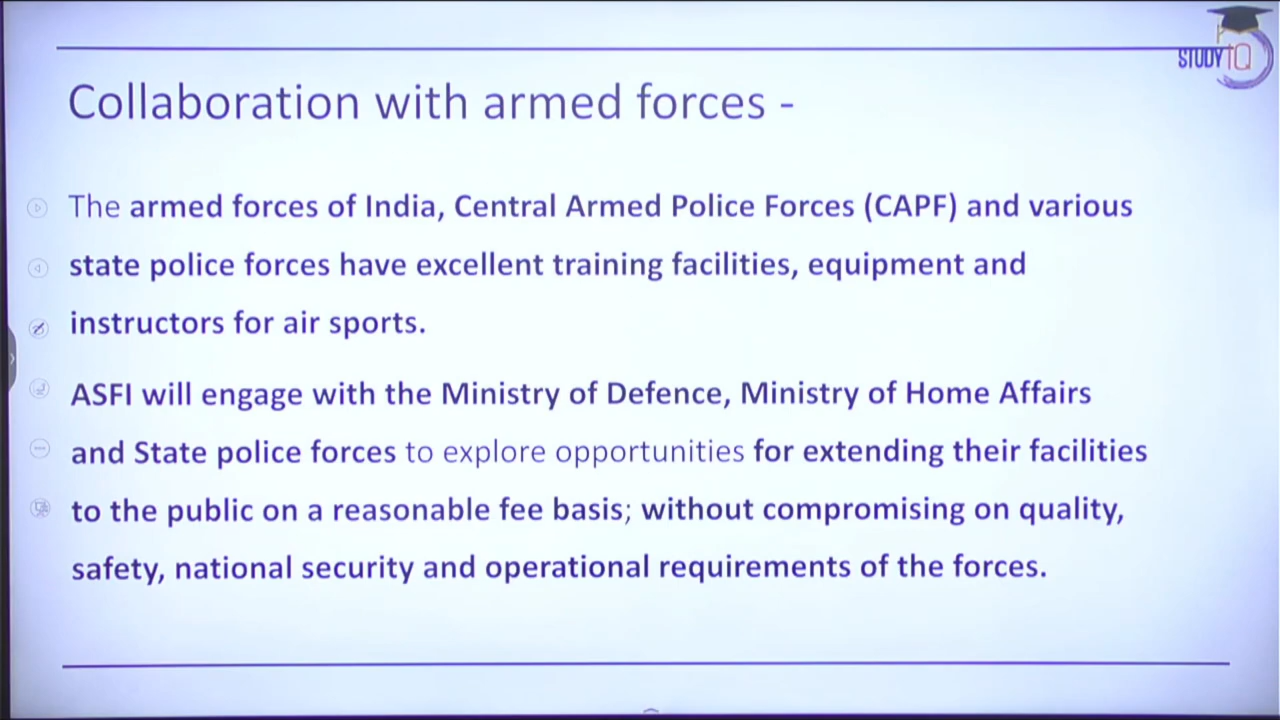 STUDY IQ
Collaboration with armed forces -
The armed forces of India, Central Armed Police Forces (CAPF) and various
state police forces have excellent training facilities, equipment and
instructors for air sports.
ASFI will engage with the Ministry of Defence, Ministry of Home Affairs
and State police forces to explore opportunities for extending their facilities
to the public on a reasonable fee basis; without compromising on quality,
safety, national security and operational requirements of the forces.